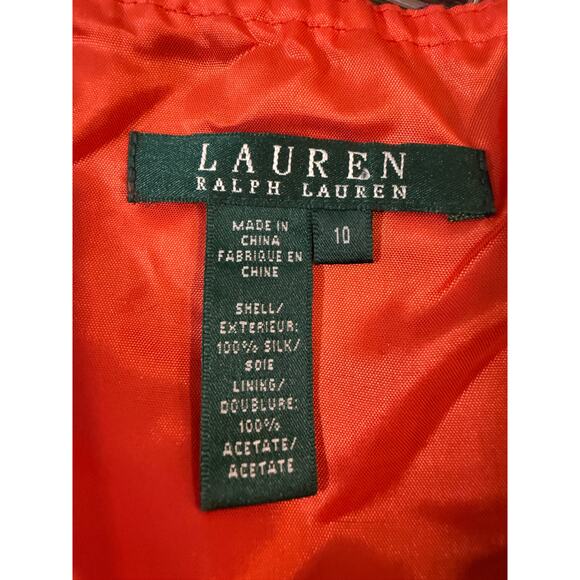 LAUREN
RALPH LAUREN
MADE IN
CHINA
FABRIQUE EN
CHINE
10
SHELL/
EXTERIEUR:
100% SILK/
SOIE
LINING/
DOUBLURE:
100%
ACETATE/
ACETATE